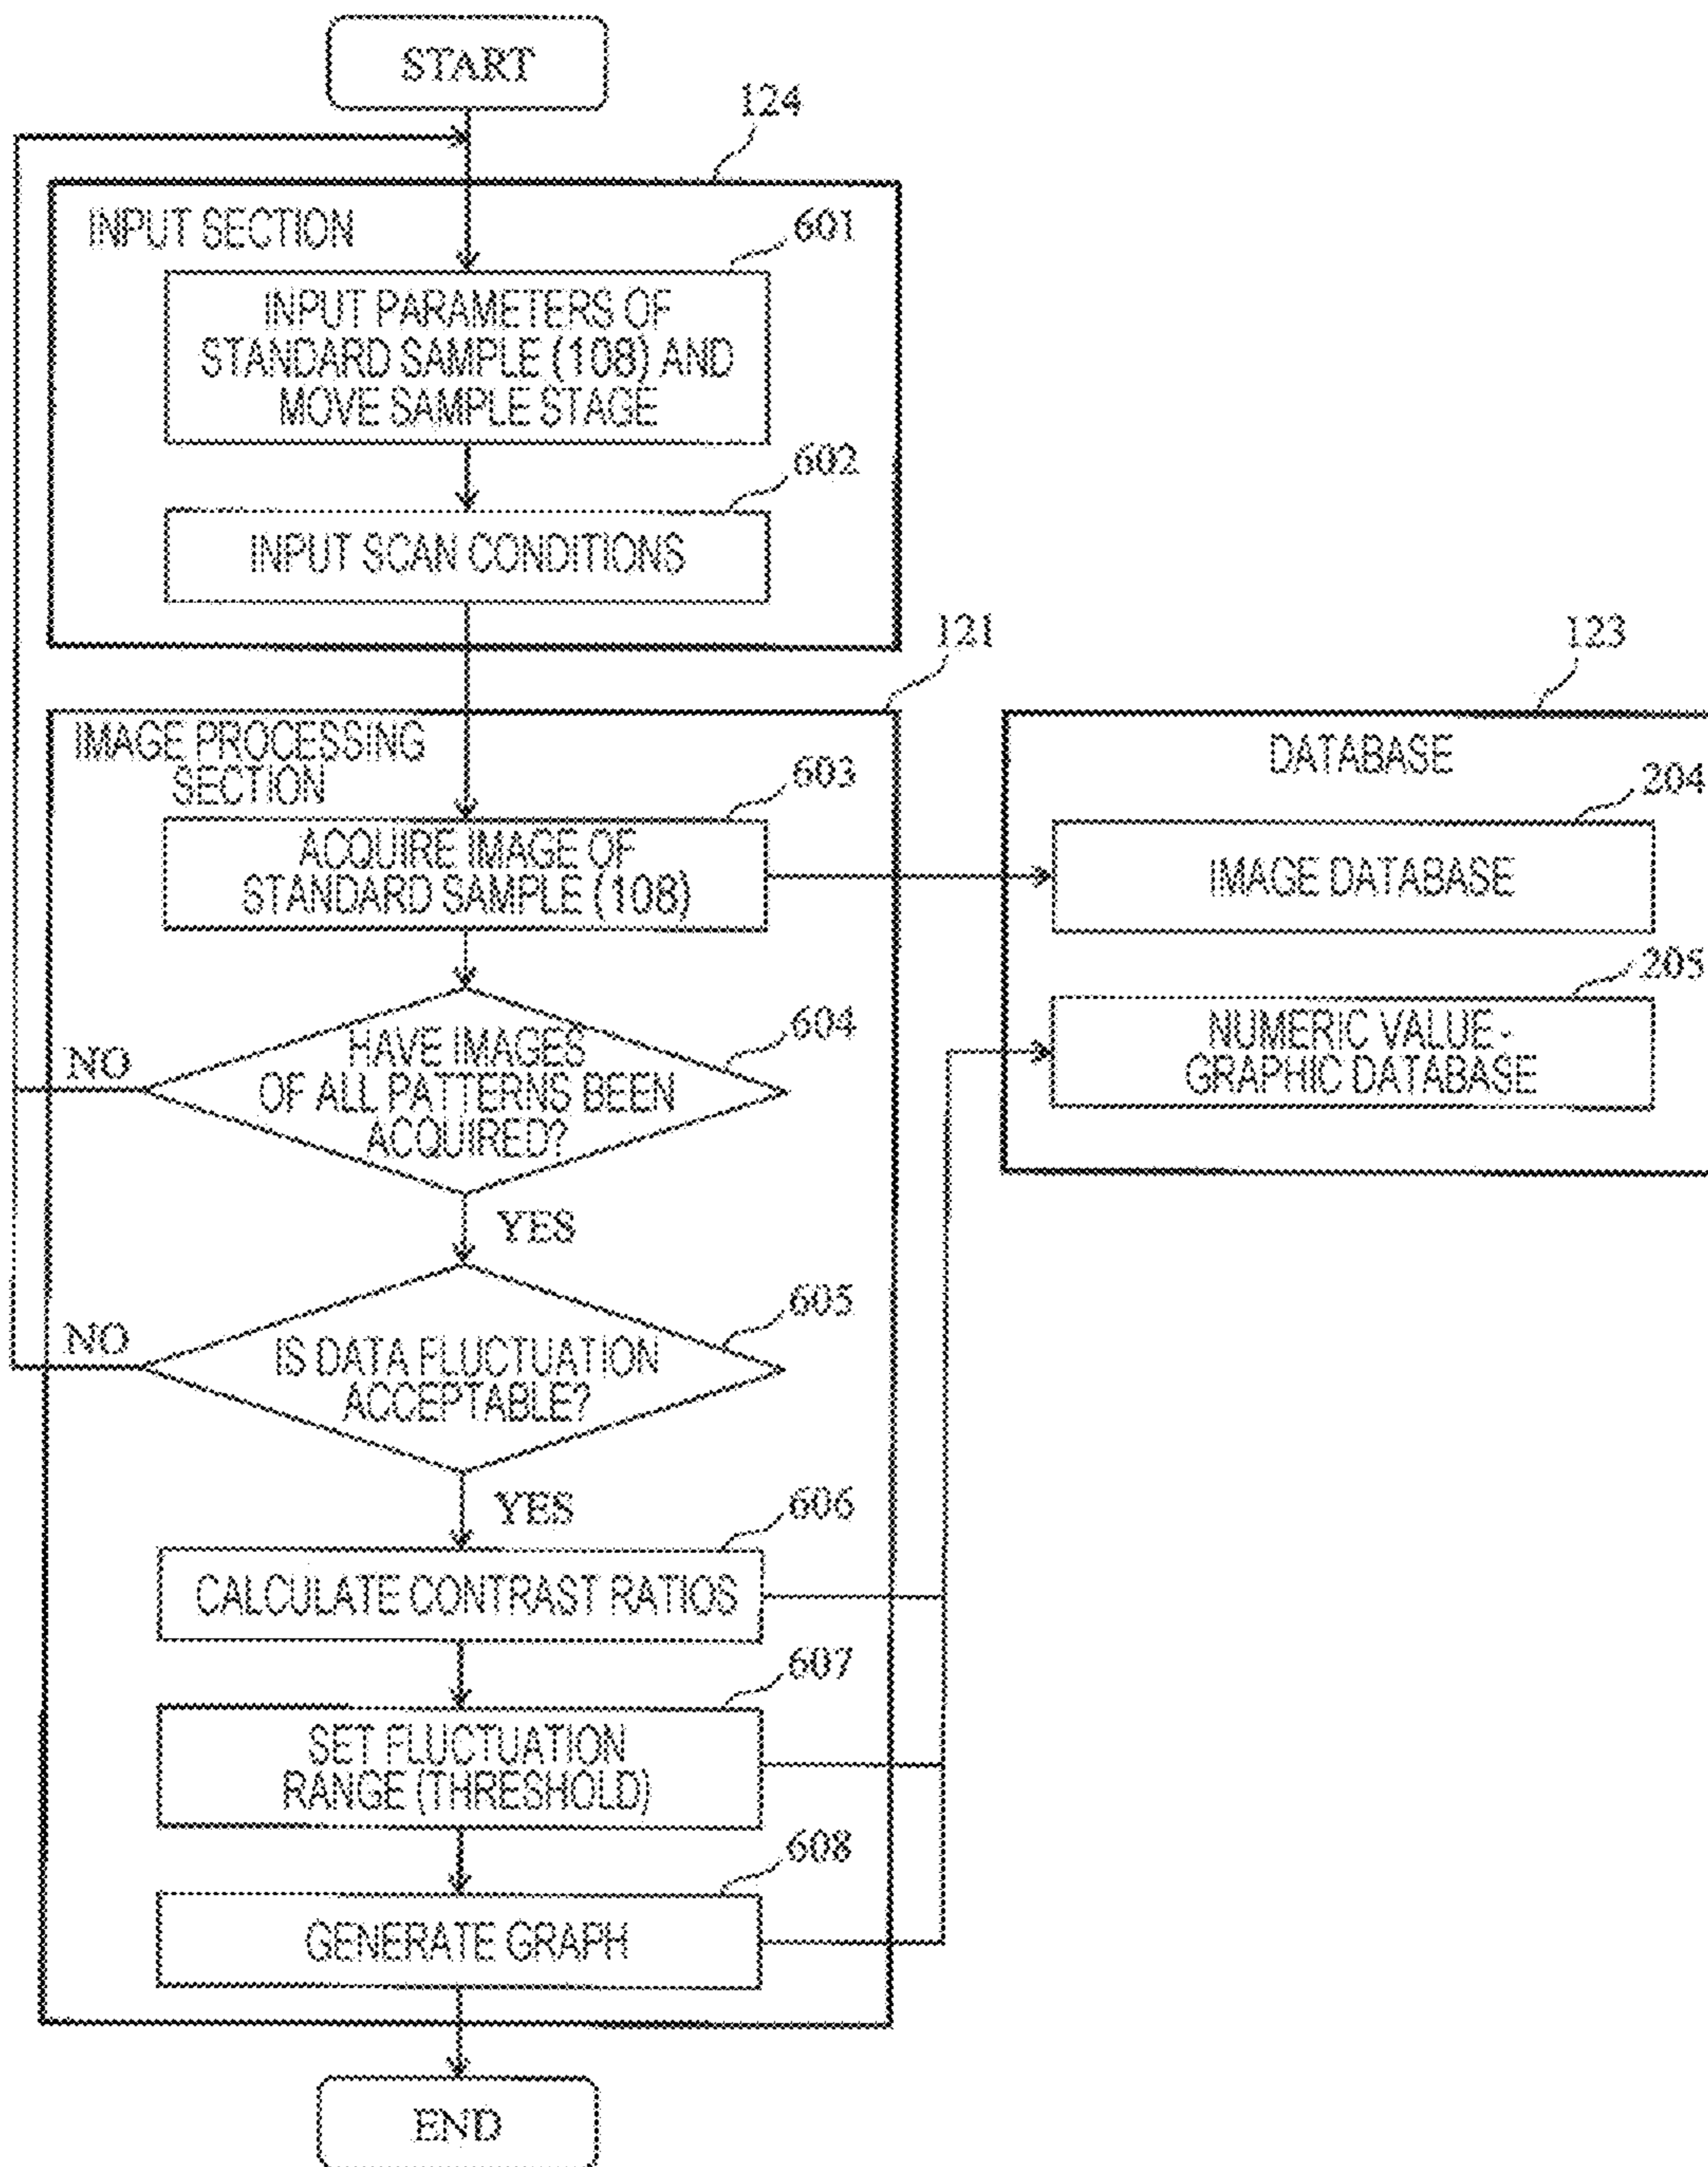 START
124
INPUT SECTION
601
INPUT PARAMETERS OF
STANDARD SAMPLE (108) AND
MOVE SAMPLE STAGE
602
INPUT SCAN CONDITIONS
121
123
IMAGE PROCESSING
SECTION
DATABASE
603
204
ACQUIRE IMAGE OF
STANDARD SAMPLE (108)
IMAGE DATABASE
205
604
HAVE IMAGES
OF ALL PATTERNS BEEN
ACQUIRED?
NO
NUMERIC VALUE -
GRAPHIC DATABASE
YES
605
NO
IS DATA FLUCTUATION
ACCEPTABLE?
YES
606
CALCULATE CONTRAST RATIOS
607
SET FLUCTUATION
RANGE (THRESHOLD)
608
GENERATE GRAPH
END